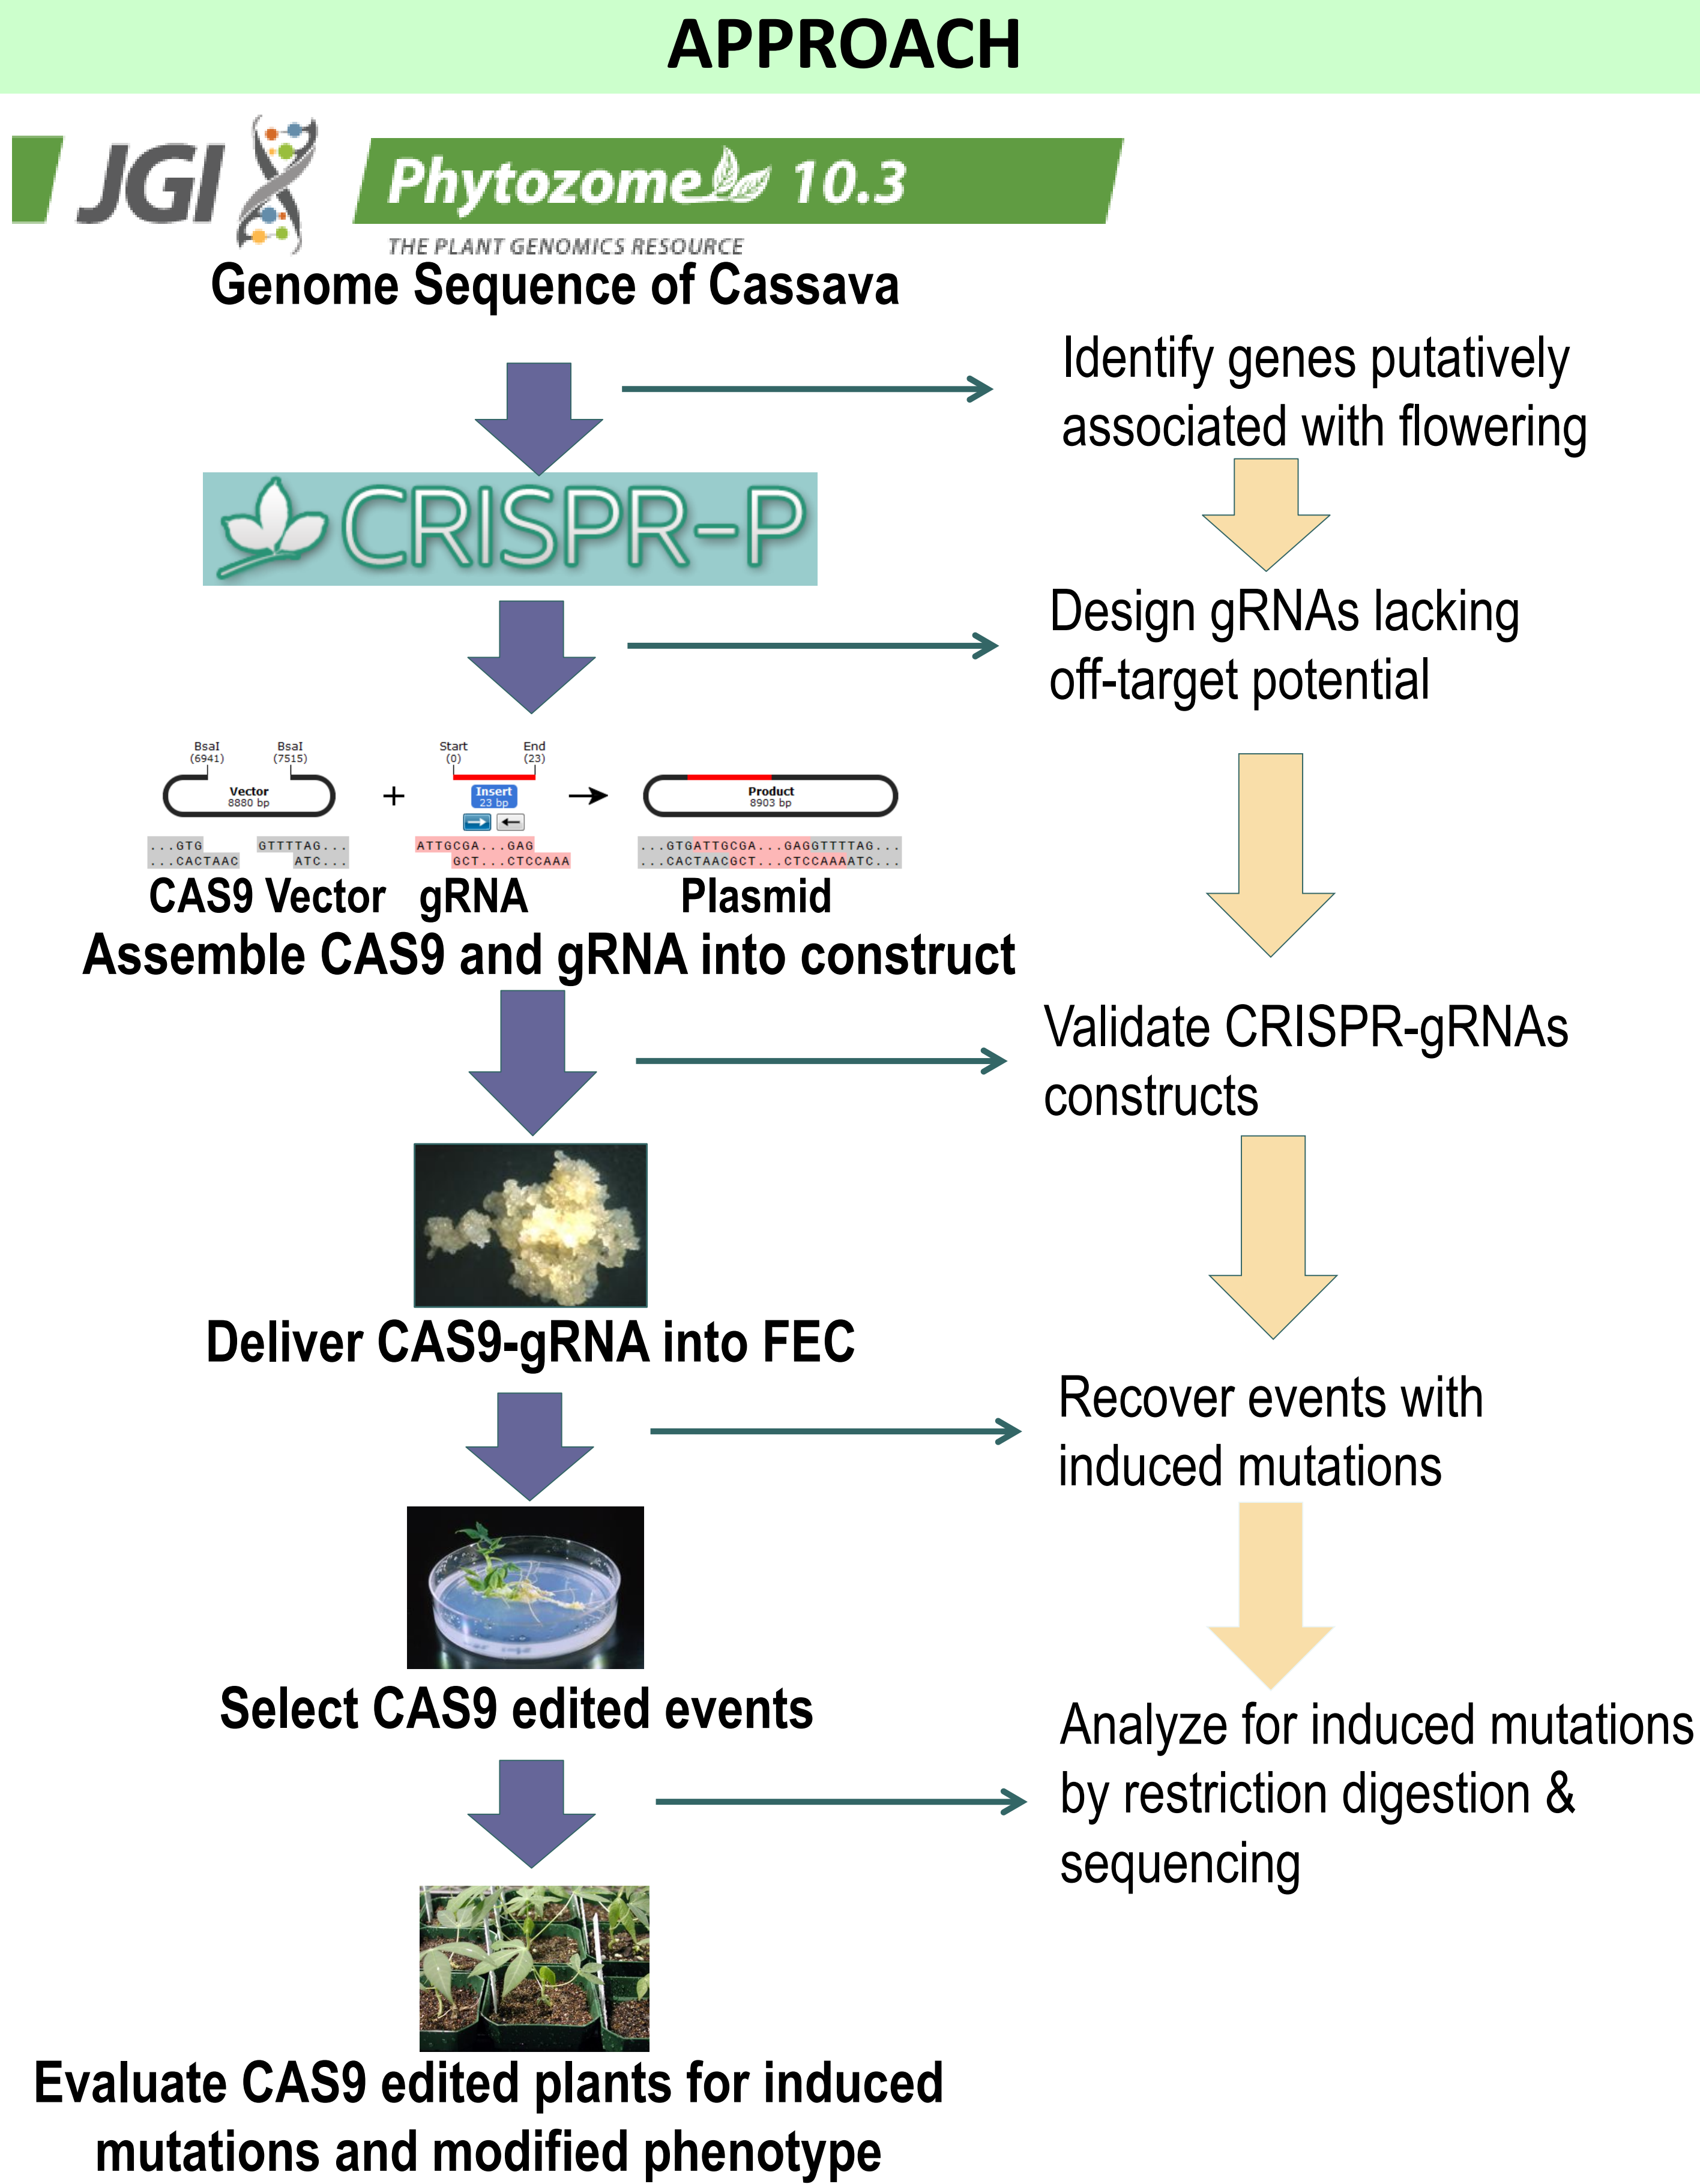 APPROACH
JGI
Phytozome 10.3
THE PLANT GENOMICS RESOURCE
Genome Sequence of Cassava
Identify genes putatively
associated with flowering
CRISPR-P
Design gRNAs lacking
off-target potential
BsaI
(6941)
BsaI
(7515)
Vector
8880 bp
+
Start
(0)
End
(23)
Insert
23 bp
Product
8903 bp
...GTG GTTTTAG...
...CACTAAC ATC...
ATTGCGA...GAG
GCT...CTCCAAA
...GTGATTGCGA...GAGGTTTTAG...
...CACTAACGCT...CTCCAAAATC...
CAS9 Vector gRNA Plasmid
Assemble CAS9 and gRNA into construct
Validate CRISPR-gRNAs
constructs
Deliver CAS9-gRNA into FEC
Recover events with
induced mutations
Select CAS9 edited events
Analyze for induced mutations
by restriction digestion &
sequencing
Evaluate CAS9 edited plants for induced
mutations and modified phenotype